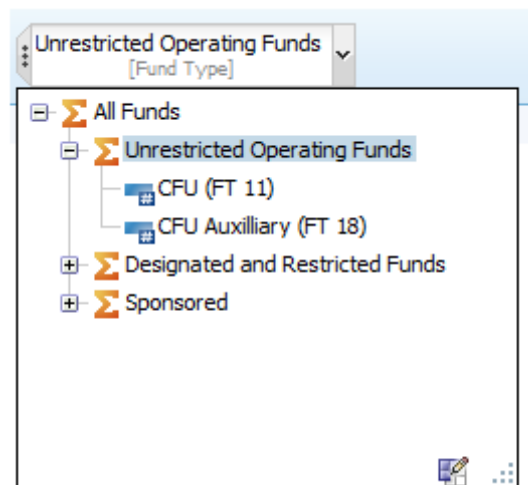 Unrestricted Operating Funds
[Fund Type]
All Funds
Unrestricted Operating Funds
CFU (FT 11)
CFU Auxilliary (FT 18)
Designated and Restricted Funds
Sponsored